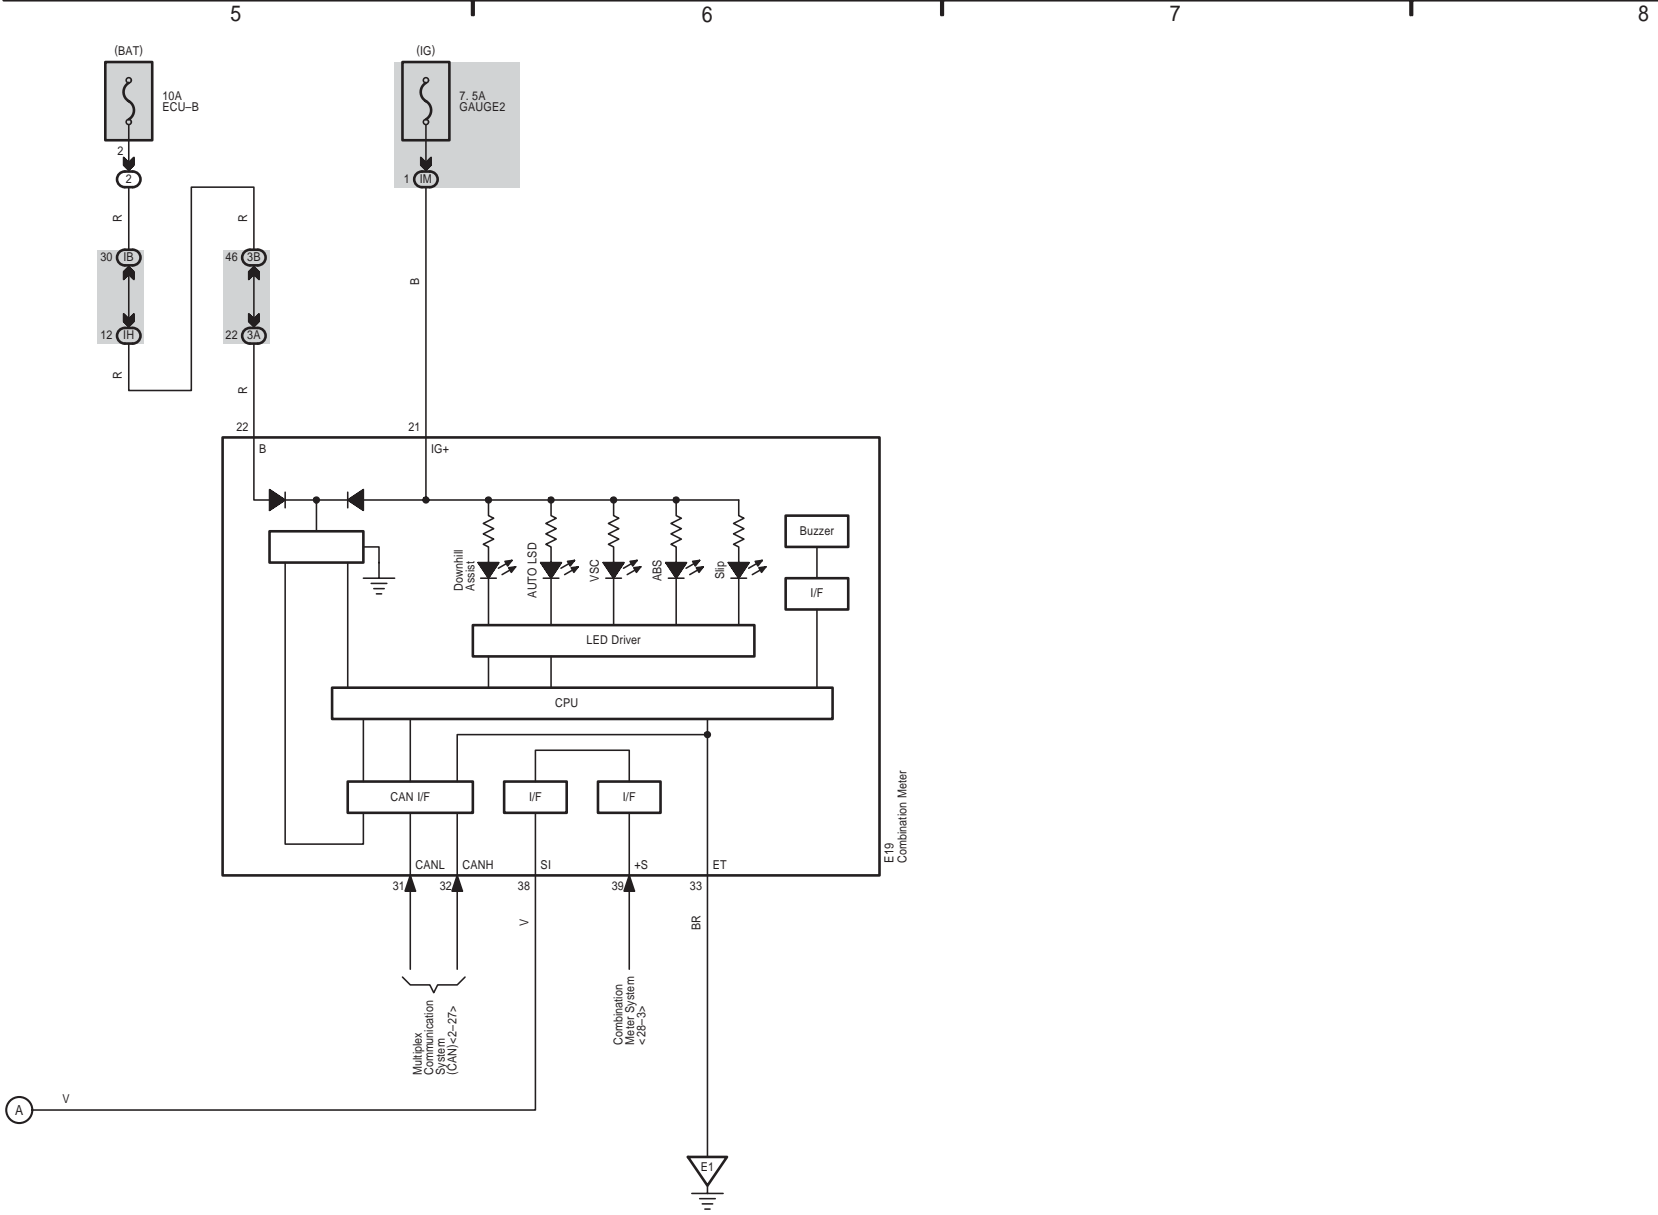 5
6
7
8
(BAT)
10A
ECU–B
2
2
R
R
30 IB
46 3B
12 IH
22 3A
R
R
(IG)
7. 5A
GAUGE2
1 IM
B
22
21
B
IG+
Downhill
Assist
AUTO LSD
VSC
ABS
Slip
Buzzer
I/F
LED Driver
CPU
CAN I/F
I/F
I/F
CANL
CANH
SI
+S
ET
31
32
38
39
33
E19
Combination Meter
V
BR
Multiplex
Communication
System
(CAN)<2–27>
Combination
Meter System
<28–3>
A
V
E1